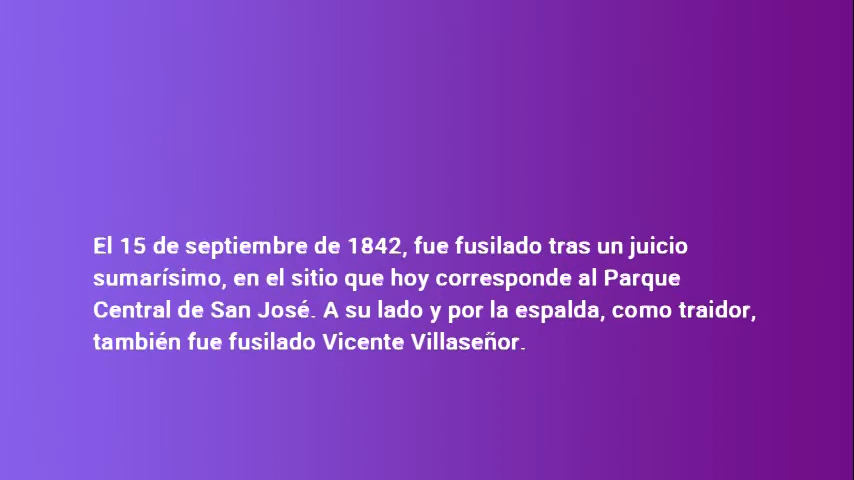 El 15 de septiembre de 1842, fue fusilado tras un juicio
sumarísimo, en el sitio que hoy corresponde al Parque
Central de San José. A su lado y por la espalda, como traidor,
también fue fusilado Vicente Villaseñor.